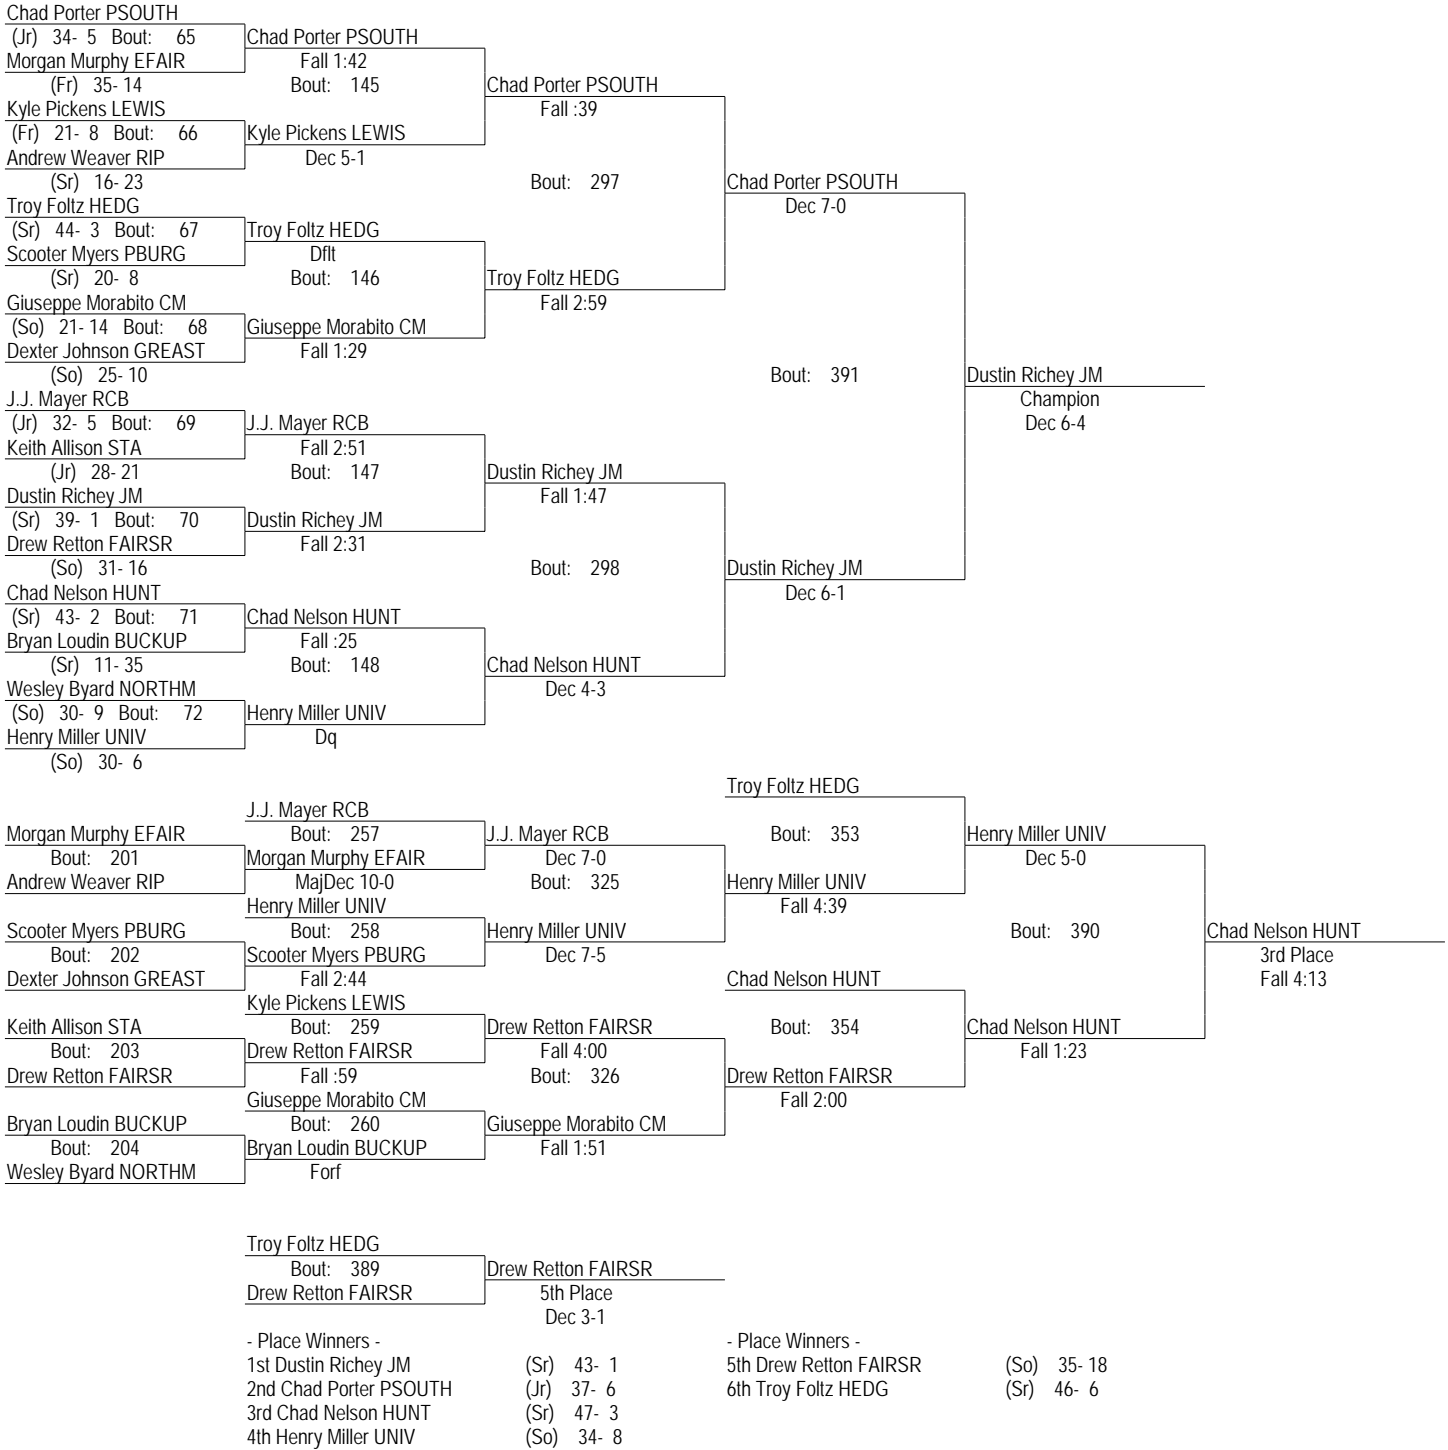 Chad Porter PSOUTH
(Jr) 34- 5 Bout: 65 Chad Porter PSOUTH
Morgan Murphy EFAIR Fall 1:42
(Fr) 35- 14 Bout: 145 Chad Porter PSOUTH
Kyle Pickens LEWIS Fall :39
(Fr) 21- 8 Bout: 66 Kyle Pickens LEWIS
Andrew Weaver RIP Dec 5-1
(Sr) 16- 23 Bout: 297 Chad Porter PSOUTH
Troy Foltz HEDG Dec 7-0
(Sr) 44- 3 Bout: 67 Troy Foltz HEDG
Scooter Myers PBURG Dflt
(Sr) 20- 8 Bout: 146 Troy Foltz HEDG
Giuseppe Morabito CM Fall 2:59
(So) 21- 14 Bout: 68 Giuseppe Morabito CM
Dexter Johnson GREAST Fall 1:29
(So) 25- 10 Bout: 391 Dustin Richey JM
J.J. Mayer RCB Champion
(Jr) 32- 5 Bout: 69 J.J. Mayer RCB Dec 6-4
Keith Allison STA Fall 2:51
(Jr) 28- 21 Bout: 147 Dustin Richey JM
Dustin Richey JM Fall 1:47
(Sr) 39- 1 Bout: 70 Dustin Richey JM
Drew Retton FAIRSR Fall 2:31
(So) 31- 16 Bout: 298 Dustin Richey JM
Chad Nelson HUNT Dec 6-1
(Sr) 43- 2 Bout: 71 Chad Nelson HUNT
Bryan Loudin BUCKUP Fall :25
(Sr) 11- 35 Bout: 148 Chad Nelson HUNT
Wesley Byard NORTHM Dec 4-3
(So) 30- 9 Bout: 72 Henry Miller UNIV
Henry Miller UNIV Dq
(So) 30- 6
Troy Foltz HEDG
J.J. Mayer RCB
Morgan Murphy EFAIR Bout: 257 J.J. Mayer RCB Bout: 353 Henry Miller UNIV
Bout: 201 Morgan Murphy EFAIR Dec 7-0 Dec 5-0
Andrew Weaver RIP MajDec 10-0 Bout: 325 Henry Miller UNIV
Henry Miller UNIV Fall 4:39
Scooter Myers PBURG Bout: 258 Henry Miller UNIV Bout: 390 Chad Nelson HUNT
Bout: 202 Scooter Myers PBURG Dec 7-5 3rd Place
Dexter Johnson GREAST Fall 2:44 Chad Nelson HUNT Fall 4:13
Kyle Pickens LEWIS
Keith Allison STA Bout: 259 Drew Retton FAIRSR Bout: 354 Chad Nelson HUNT
Bout: 203 Drew Retton FAIRSR Fall 4:00 Fall 1:23
Drew Retton FAIRSR Fall :59 Bout: 326 Drew Retton FAIRSR
Giuseppe Morabito CM Fall 2:00
Bryan Loudin BUCKUP Bout: 260 Giuseppe Morabito CM
Bout: 204 Bryan Loudin BUCKUP Fall 1:51
Wesley Byard NORTHM Forf
Troy Foltz HEDG
Bout: 389 Drew Retton FAIRSR
Drew Retton FAIRSR 5th Place
Dec 3-1
- Place Winners - - Place Winners -
1st Dustin Richey JM (Sr) 43- 1 5th Drew Retton FAIRSR (So) 35- 18
2nd Chad Porter PSOUTH (Jr) 37- 6 6th Troy Foltz HEDG (Sr) 46- 6
3rd Chad Nelson HUNT (Sr) 47- 3
4th Henry Miller UNIV (So) 34- 8